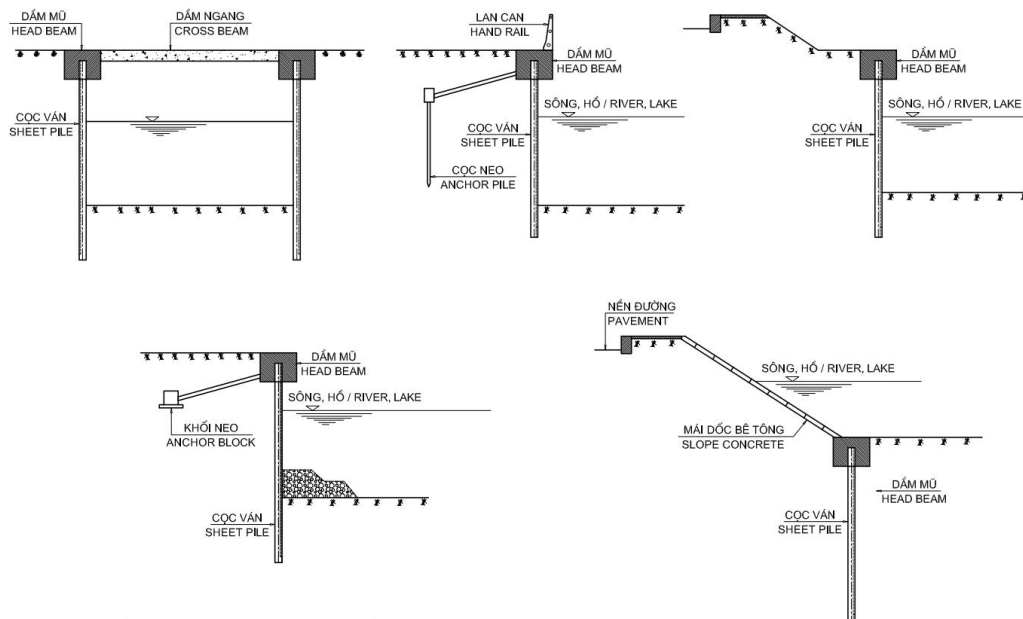 DẦM MŨ
HEAD BEAM
DẦM NGANG
CROSS BEAM
CỌC VÁN
SHEET PILE
LAN CAN
HAND RAIL
DẦM MŨ
HEAD BEAM
SÔNG, HỒ / RIVER, LAKE
CỌC VÁN
SHEET PILE
CỌC NEO
ANCHOR PILE
DẦM MŨ
HEAD BEAM
SÔNG, HỒ / RIVER, LAKE
CỌC VÁN
SHEET PILE
DẦM MŨ
HEAD BEAM
SÔNG, HỒ / RIVER, LAKE
KHỐI NEO
ANCHOR BLOCK
CỌC VÁN
SHEET PILE
NỀN ĐƯỜNG
PAVEMENT
SÔNG, HỒ / RIVER, LAKE
MÁI DỐC BÊ TÔNG
SLOPE CONCRETE
DẦM MŨ
HEAD BEAM
CỌC VÁN
SHEET PILE